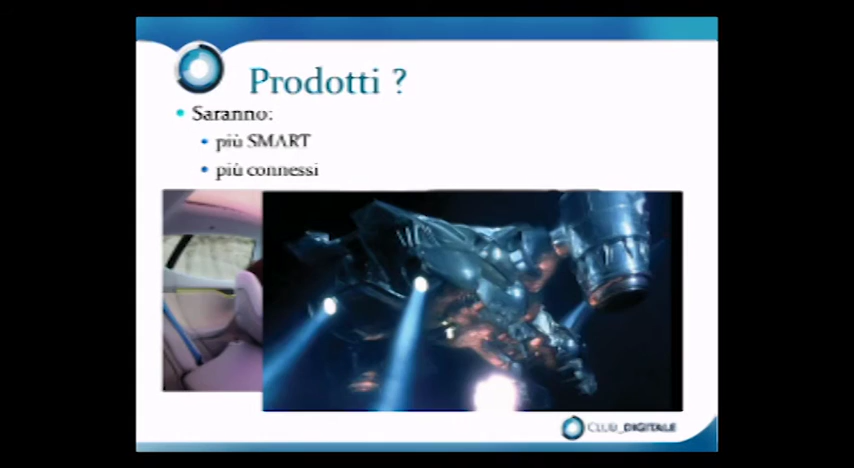 Prodotti ?
Saranno:
più SMART
più connessi
CLUB_DIGITALE